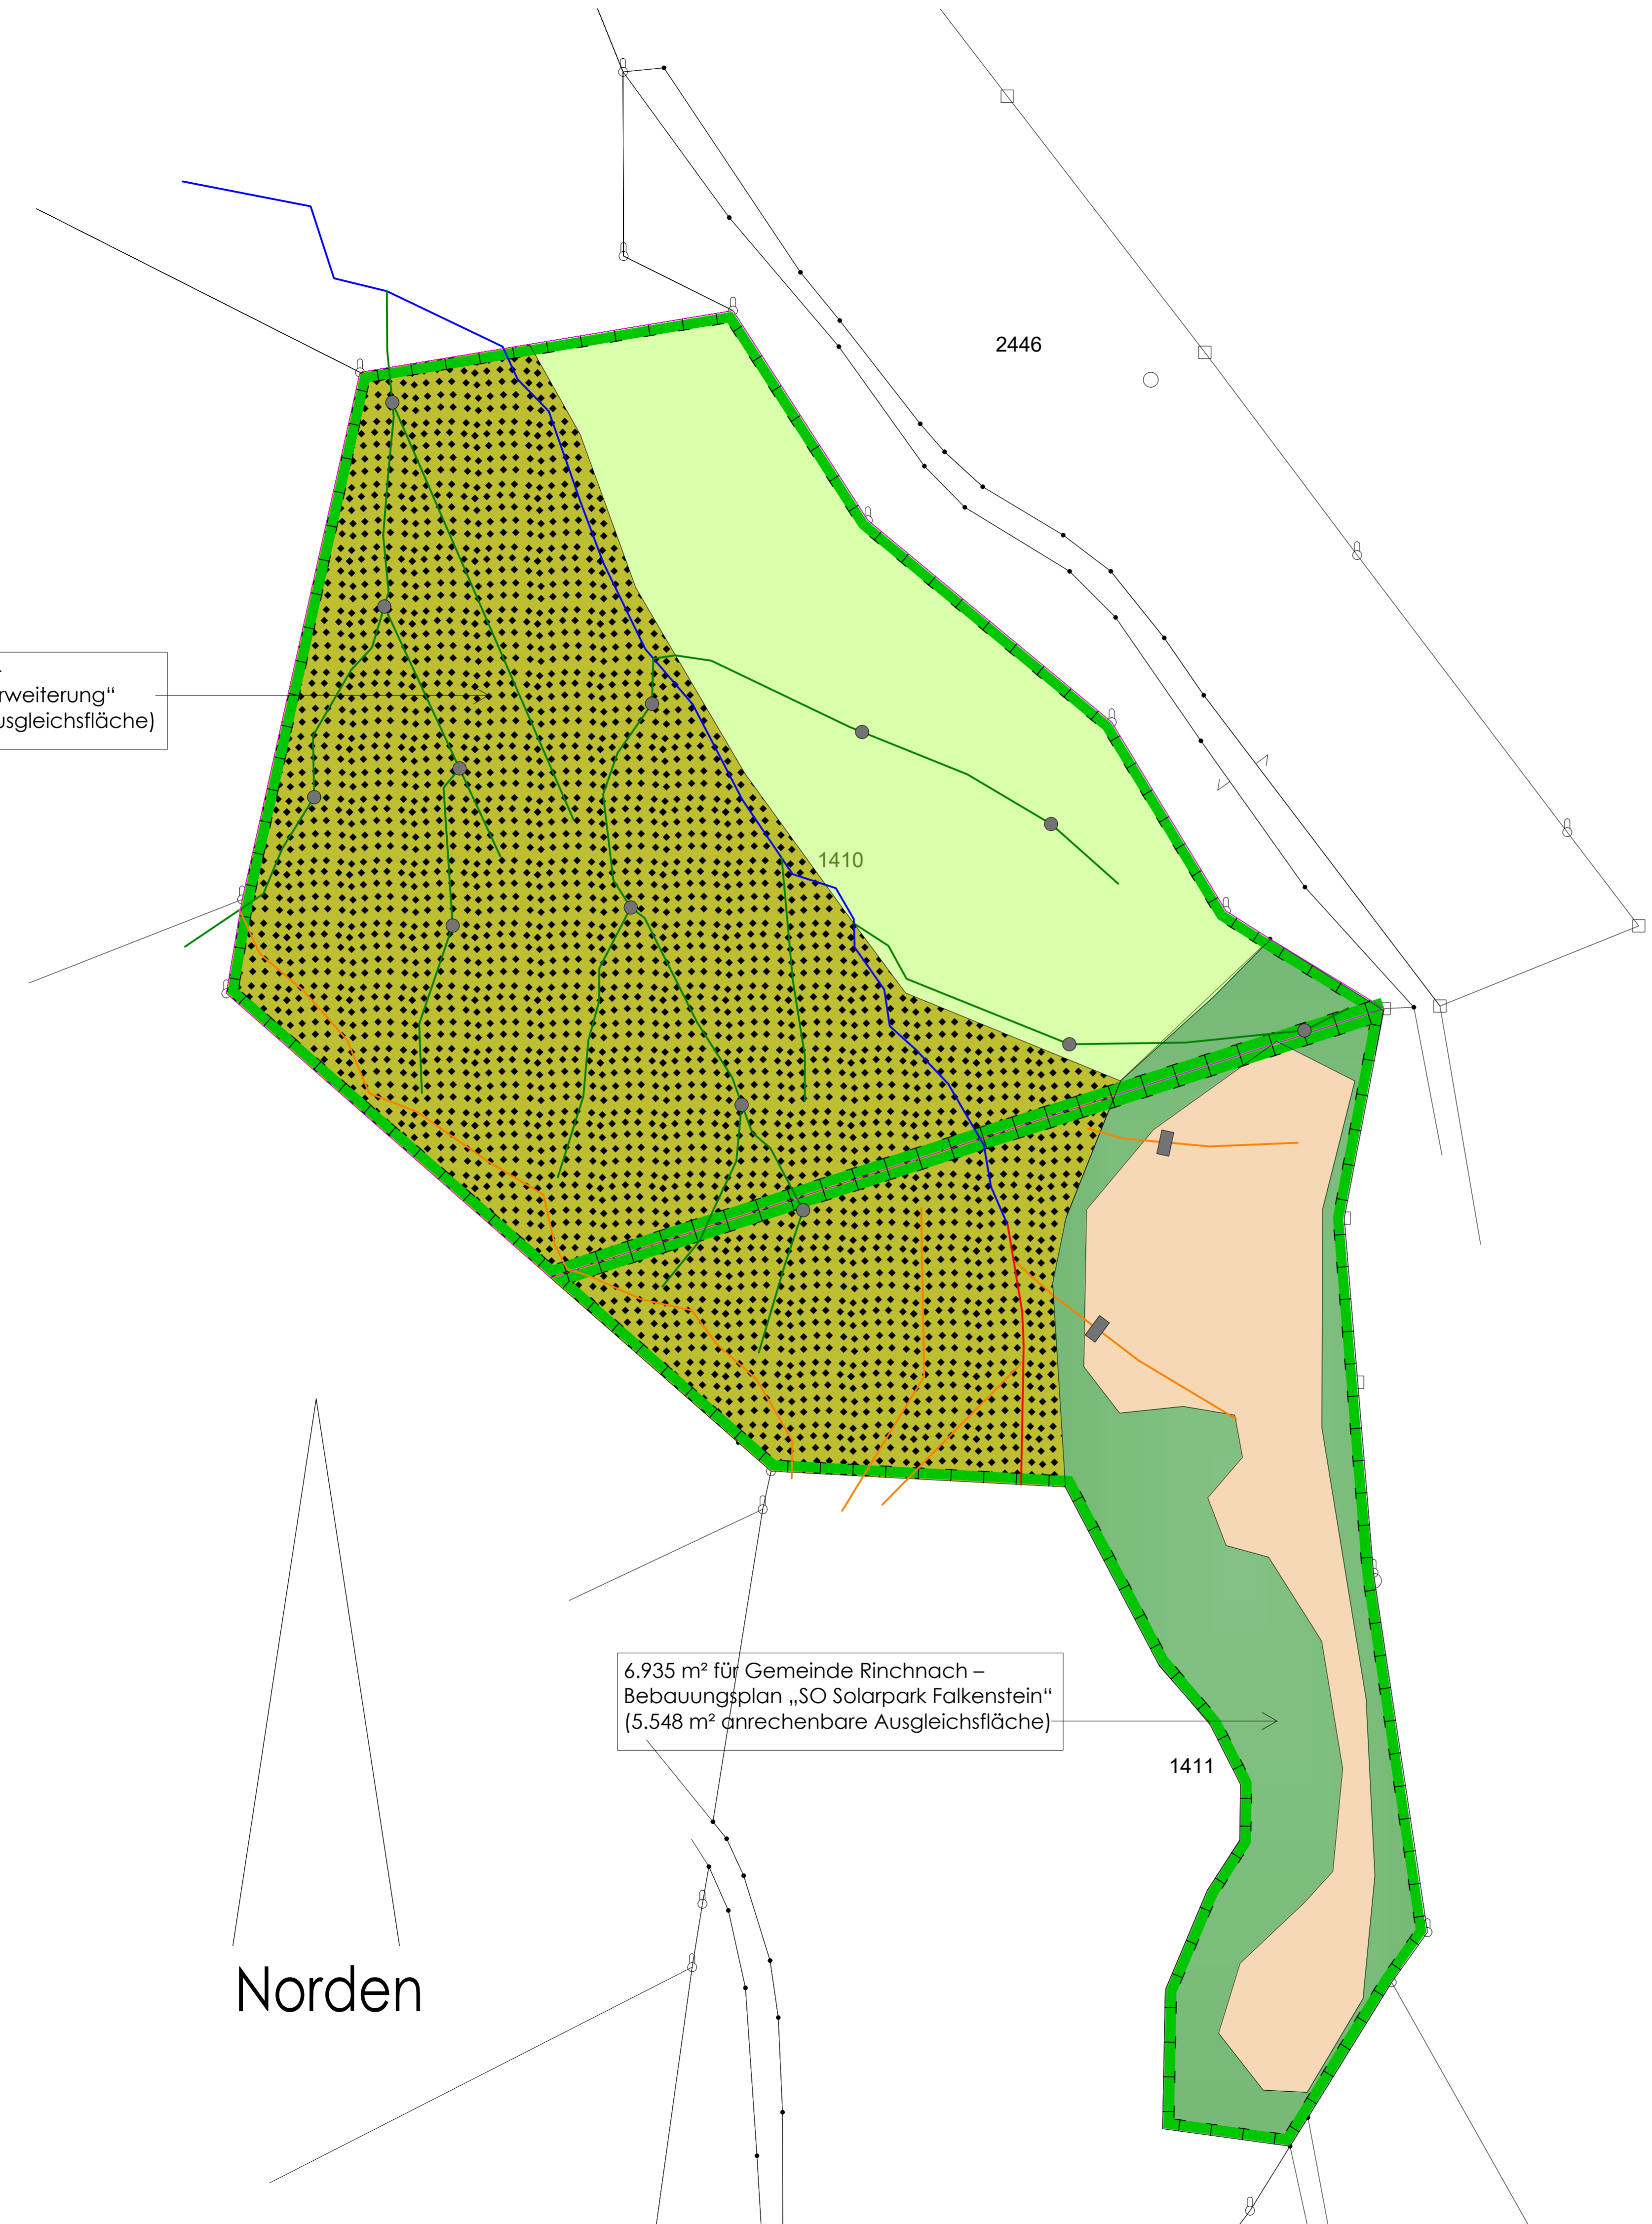 2446
rweiterung“
usgleichsfläche)
1410
6.935 m² für Gemeinde Rinchnach –
Bebauungsplan „SO Solarpark Falkenstein“
(5.548 m² anrechenbare Ausgleichsfläche)
1411
Norden